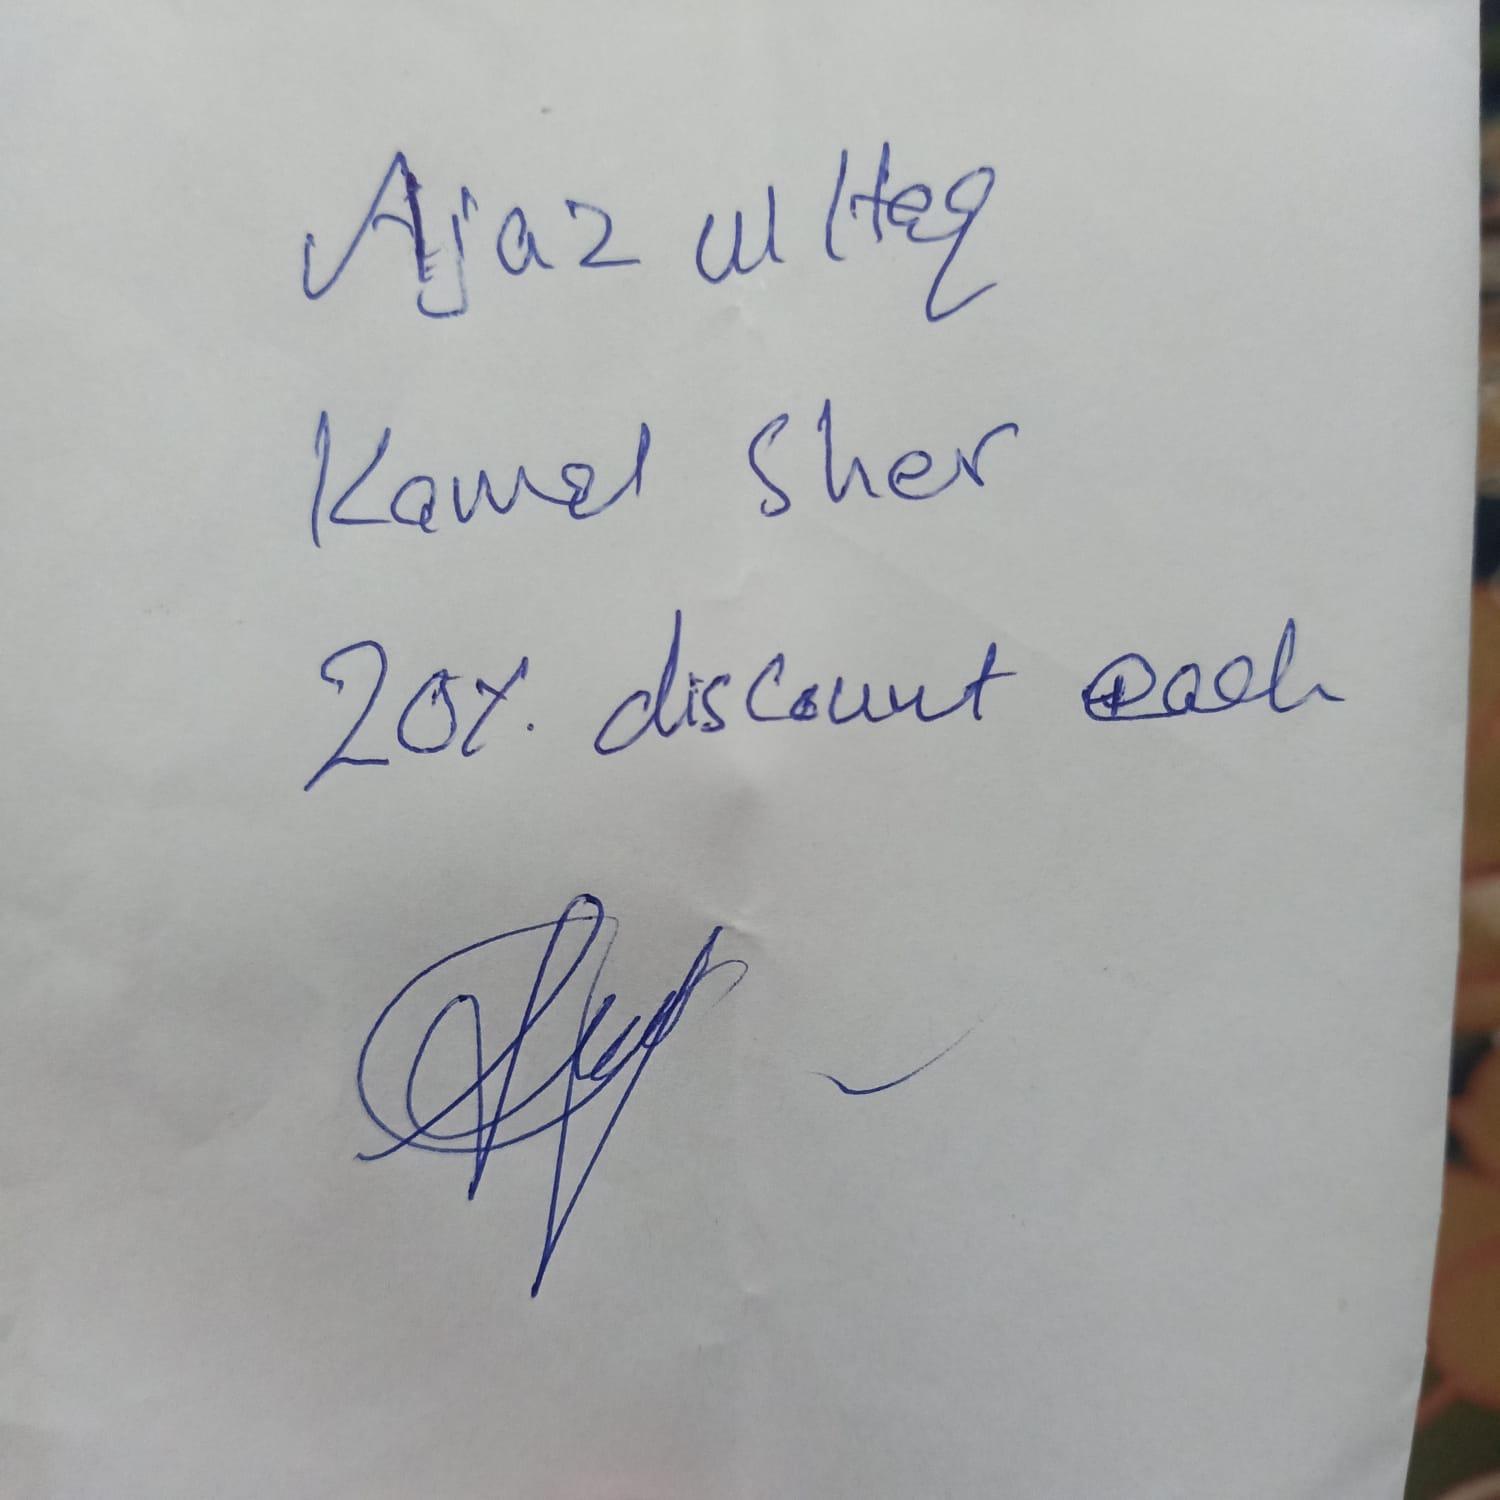 Ajaz ul Haq
Kamal Sher
20% discount each